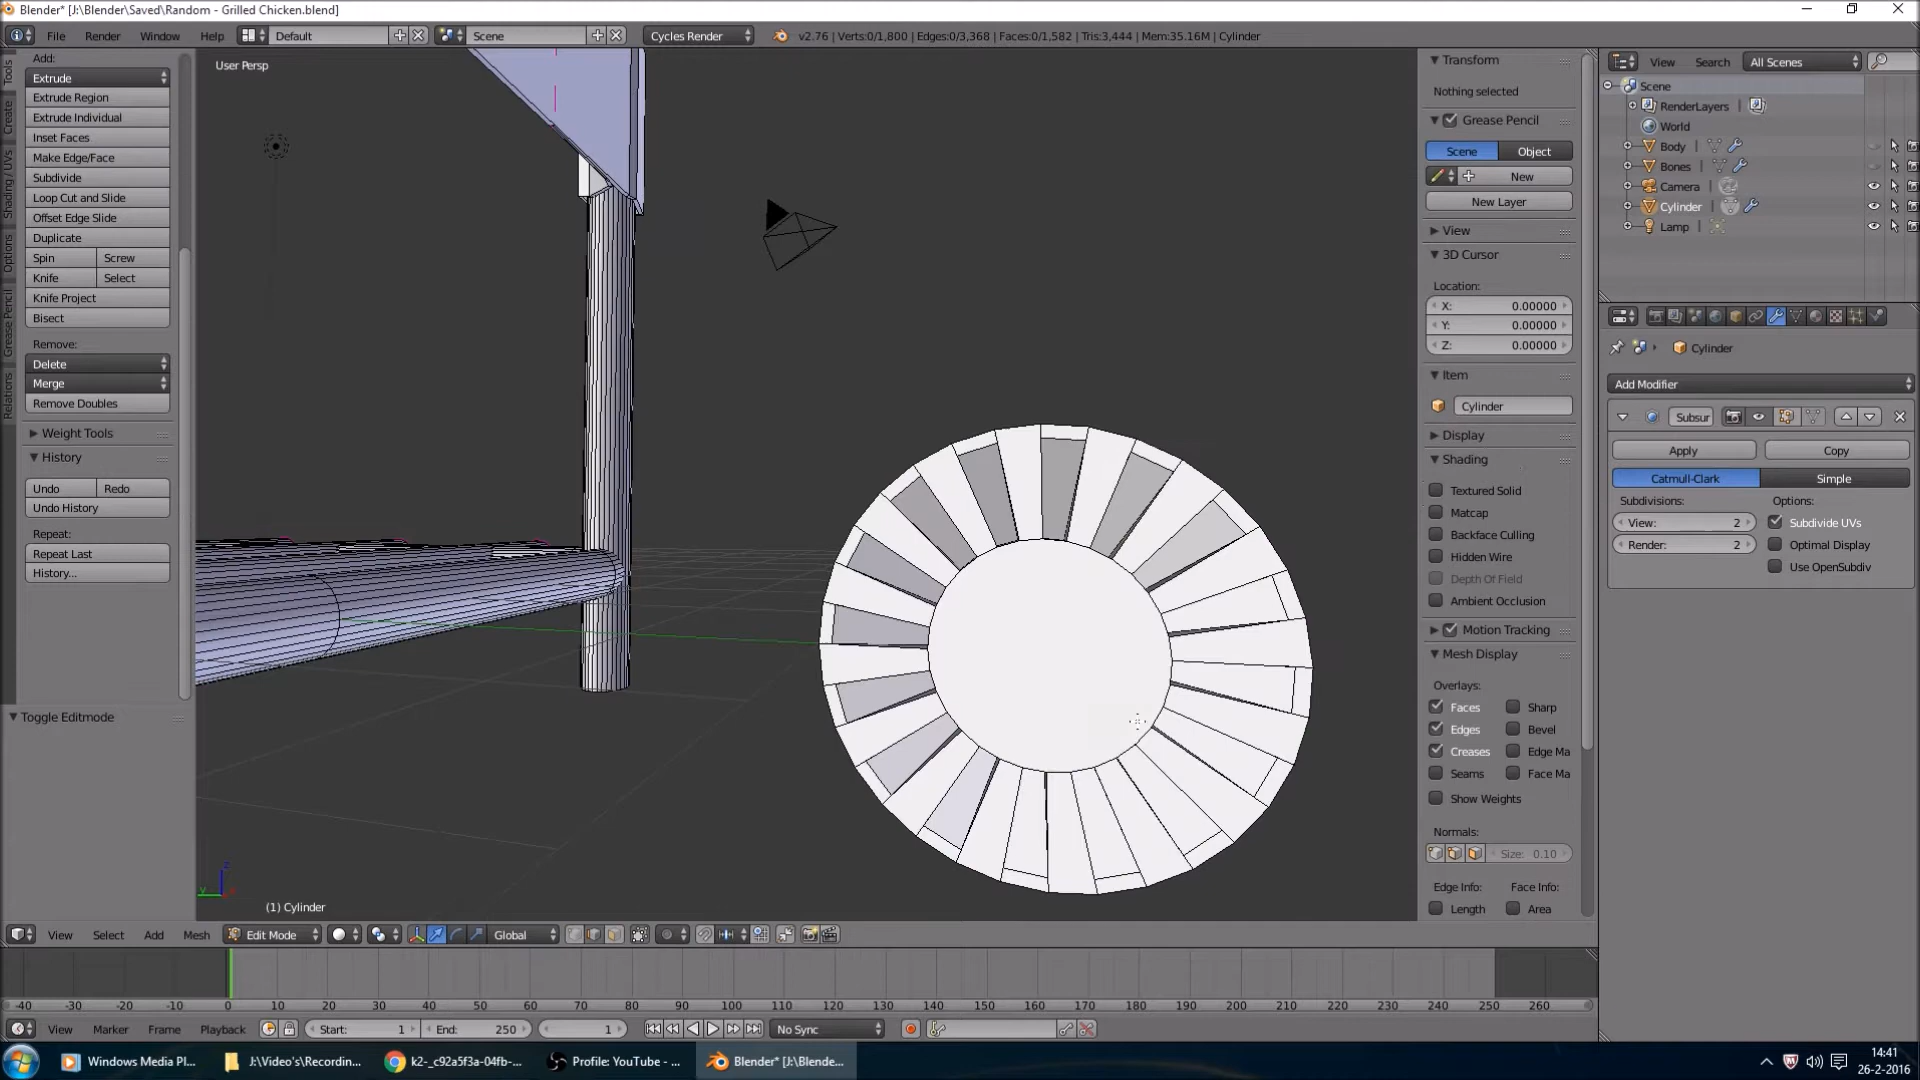 Blender* [J:\Blender\Saved\Random - Grilled Chicken.blend]
File Render Window Help Default Scene Cycles Render v2.76 | Verts:0/1,800 | Edges:0/3,368 | Faces:0/1,582 | Tris:3,444 | Mem:35.16M | Cylinder
Tools
Create
Shading / UVs
Options
Grease Pencil
Relations
Add:
Extrude
Extrude Region
Extrude Individual
Inset Faces
Make Edge/Face
Subdivide
Loop Cut and Slide
Offset Edge Slide
Duplicate
Spin Screw
Knife Select
Knife Project
Bisect
Remove:
Delete
Merge
Remove Doubles
Weight Tools
History
Undo Redo
Undo History
Repeat:
Repeat Last
History...
Toggle Editmode
User Persp
(1) Cylinder
Transform
Nothing selected
Grease Pencil
Scene Object
New
New Layer
View
3D Cursor
Location:
X: 0.00000
Y: 0.00000
Z: 0.00000
Item
Cylinder
Display
Shading
Textured Solid
Matcap
Backface Culling
Hidden Wire
Depth Of Field
Ambient Occlusion
Motion Tracking
Mesh Display
Overlays:
Faces Sharp
Edges Bevel
Creases Edge Ma
Seams Face Ma
Show Weights
Normals:
Size: 0.10
Edge Info: Face Info:
Length Area
View Search All Scenes
Scene
RenderLayers
World
Body
Bones
Camera
Cylinder
Lamp
Cylinder
Add Modifier
Subsur
Apply Copy
Catmull-Clark Simple
Subdivisions: Options:
View: 2 Subdivide UVs
Render: 2 Optimal Display
Use OpenSubdiv
View Select Add Mesh Edit Mode Global
-40 -30 -20 -10 0 10 20 30 40 50 60 70 80 90 100 110 120 130 140 150 160 170 180 190 200 210 220 230 240 250 260
View Marker Frame Playback Start: 1 End: 250 1 No Sync
Windows Media Pl... J:\Video's\Recordin... k2-_c92a5f3a-04fb-... Profile: YouTube - ... Blender* [J:\Blende...
14:41
26-2-2016